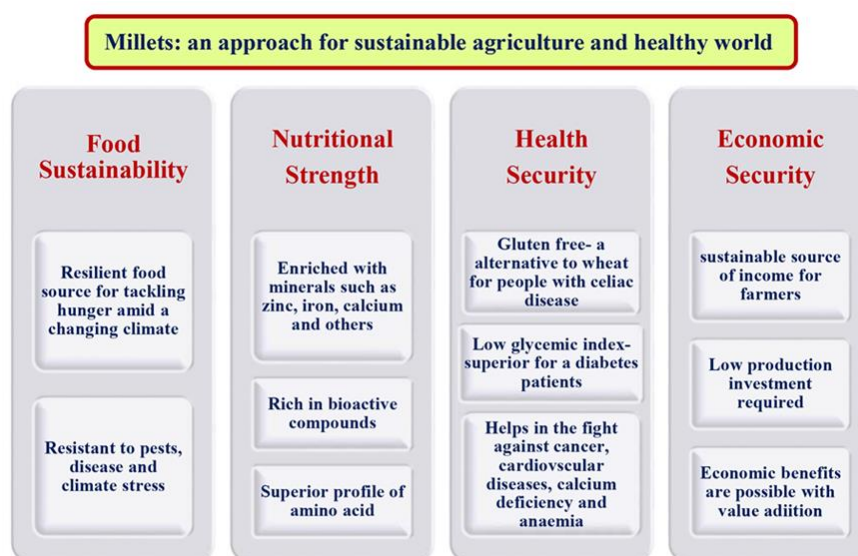 Millets: an approach for sustainable agriculture and healthy world
Food
Sustainability
Resilient food
source for tackling
hunger amid a
changing climate
Resistant to pests,
disease and
climate stress
Nutritional
Strength
Enriched with
minerals such as
zinc, iron, calcium
and others
Rich in bioactive
compounds
Superior profile of
amino acid
Health
Security
Gluten free- a
alternative to wheat
for people with celiac
disease
Low glycemic index-
superior for a diabetes
patients
Helps in the fight
against cancer,
cardiovscular
diseases, calcium
deficiency and
anaemia
Economic
Security
sustainable source
of income for
farmers
Low production
investment
required
Economic benefits
are possible with
value adiition